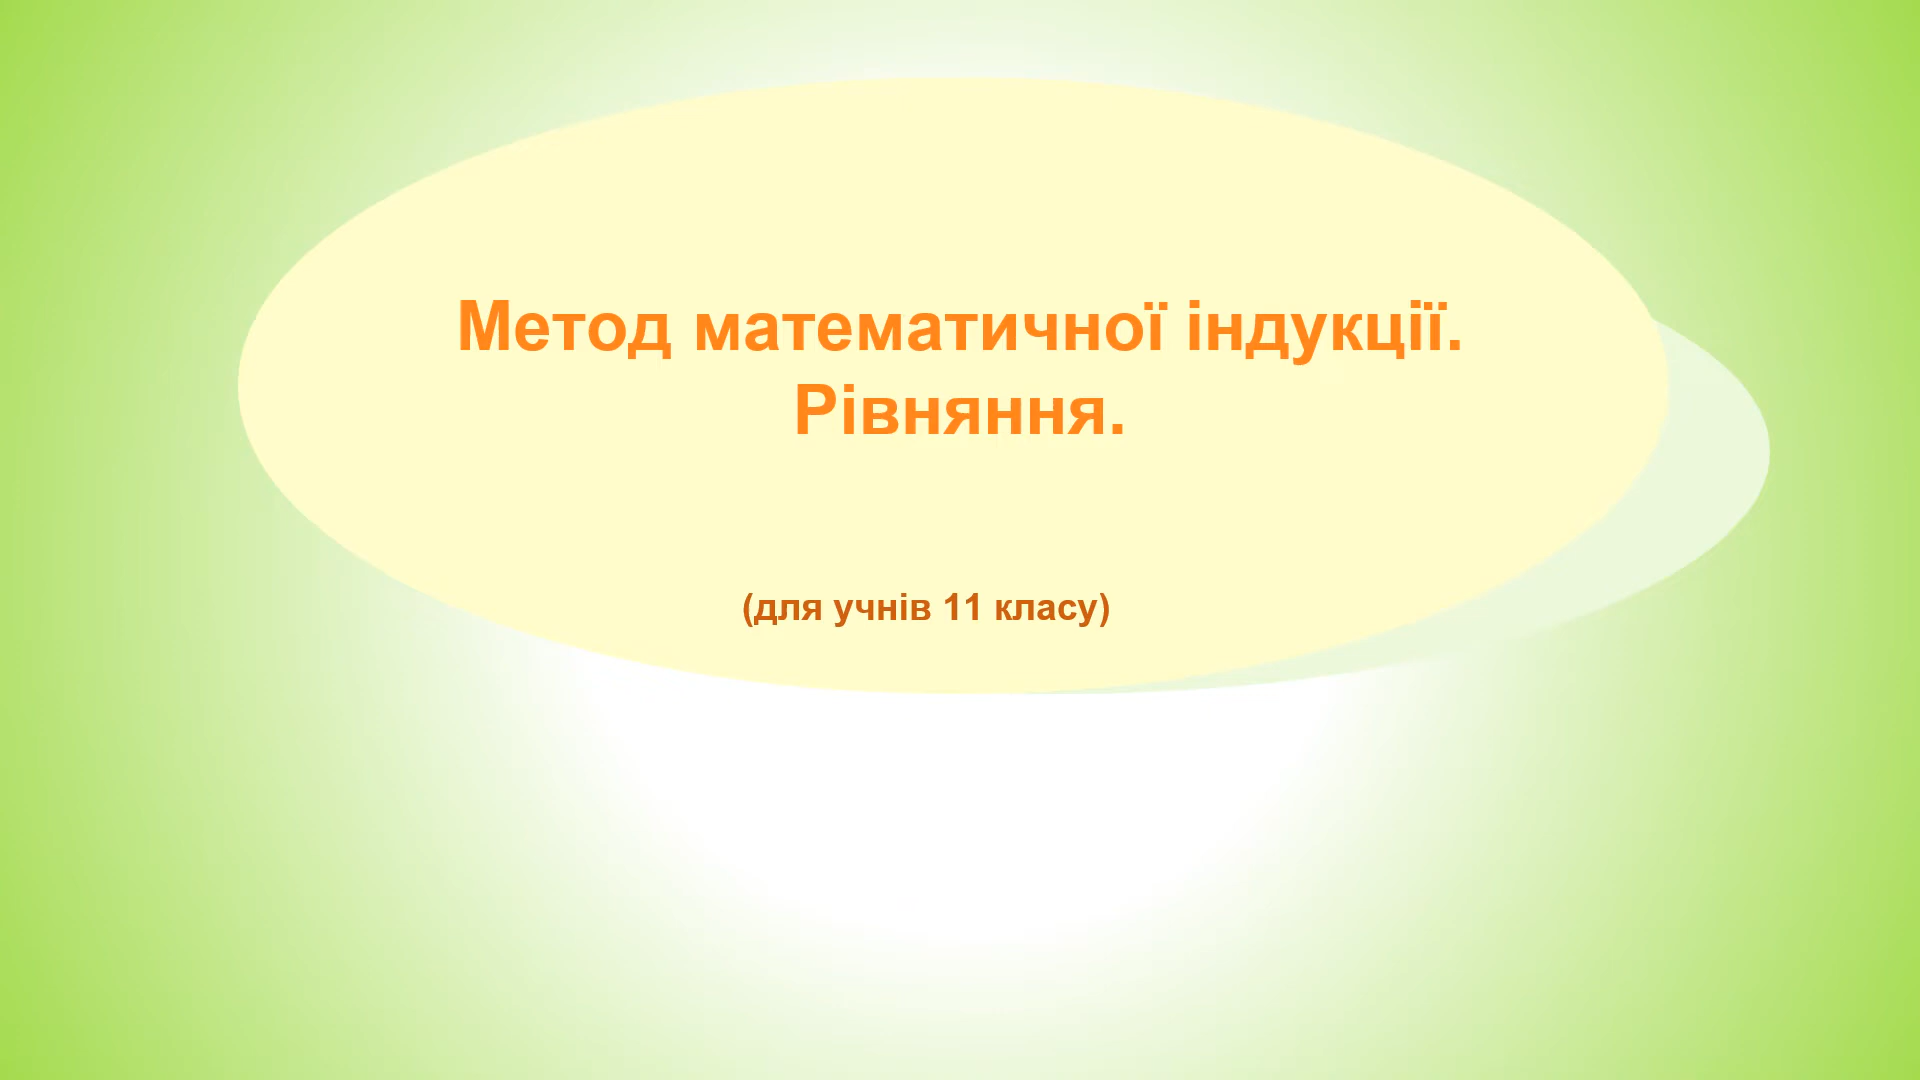 Метод математичної індукції.
Рівняння.
(для учнів 11 класу)